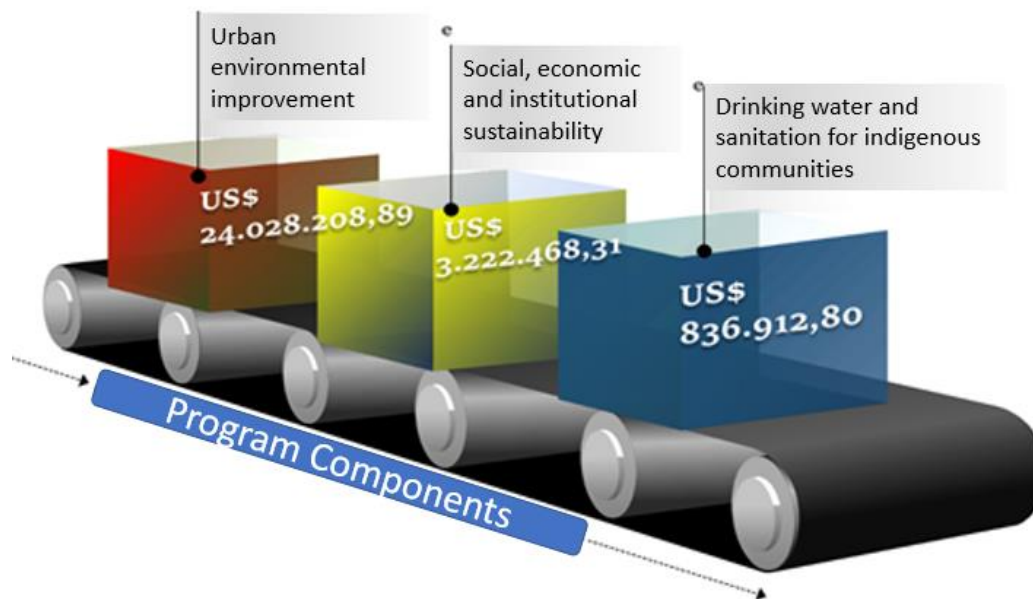 Urban
environmental
improvement
US$
24.028.208,89
Social, economic
and institutional
sustainability
US$
3.222.468,31
Drinking water and
sanitation for indigenous
communities
US$
836.912,80
Program Components